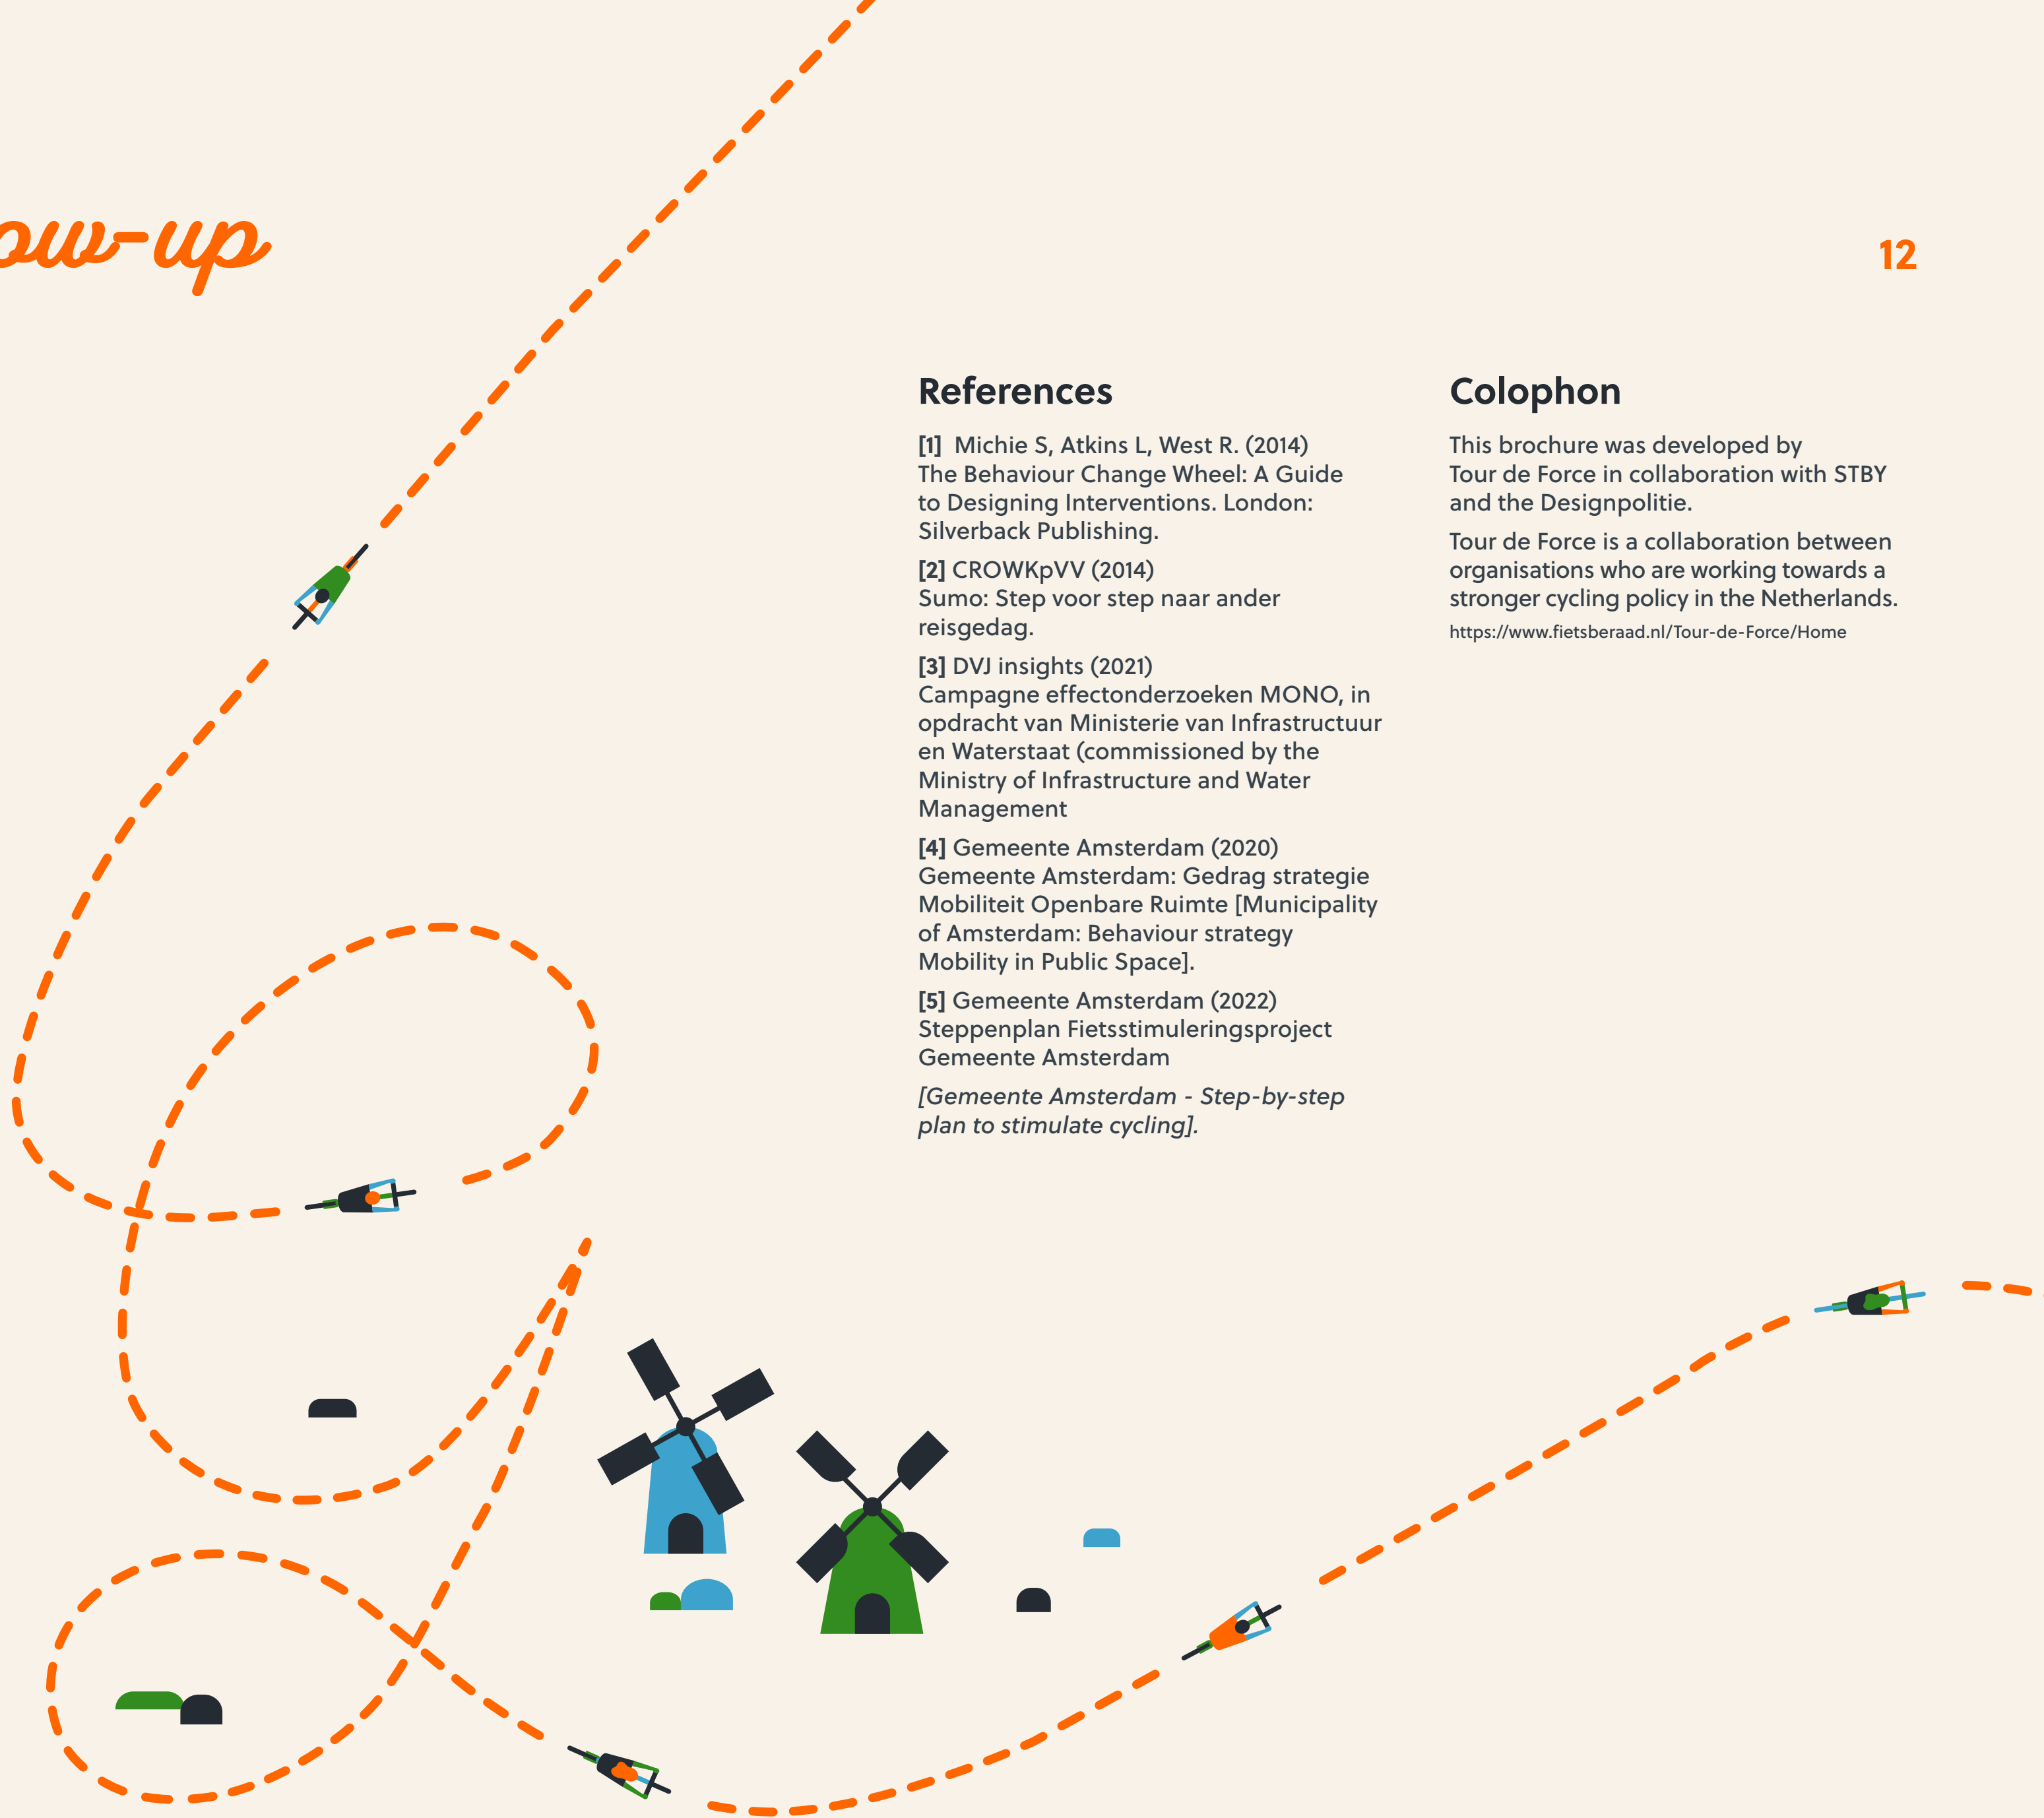 ow-up
12
References
[1] Michie S, Atkins L, West R. (2014)
The Behaviour Change Wheel: A Guide
to Designing Interventions. London:
Silverback Publishing.
[2] CROWKpVV (2014)
Sumo: Step voor step naar ander
reisgedag.
[3] DVJ insights (2021)
Campagne effectonderzoeken MONO, in
opdracht van Ministerie van Infrastructuur
en Waterstaat (commissioned by the
Ministry of Infrastructure and Water
Management
[4] Gemeente Amsterdam (2020)
Gemeente Amsterdam: Gedrag strategie
Mobiliteit Openbare Ruimte [Municipality
of Amsterdam: Behaviour strategy
Mobility in Public Space].
[5] Gemeente Amsterdam (2022)
Steppenplan Fietsstimuleringsproject
Gemeente Amsterdam
[Gemeente Amsterdam - Step-by-step
plan to stimulate cycling].
Colophon
This brochure was developed by
Tour de Force in collaboration with STBY
and the Designpolitie.
Tour de Force is a collaboration between
organisations who are working towards a
stronger cycling policy in the Netherlands.
https://www.fietsberaad.nl/Tour-de-Force/Home